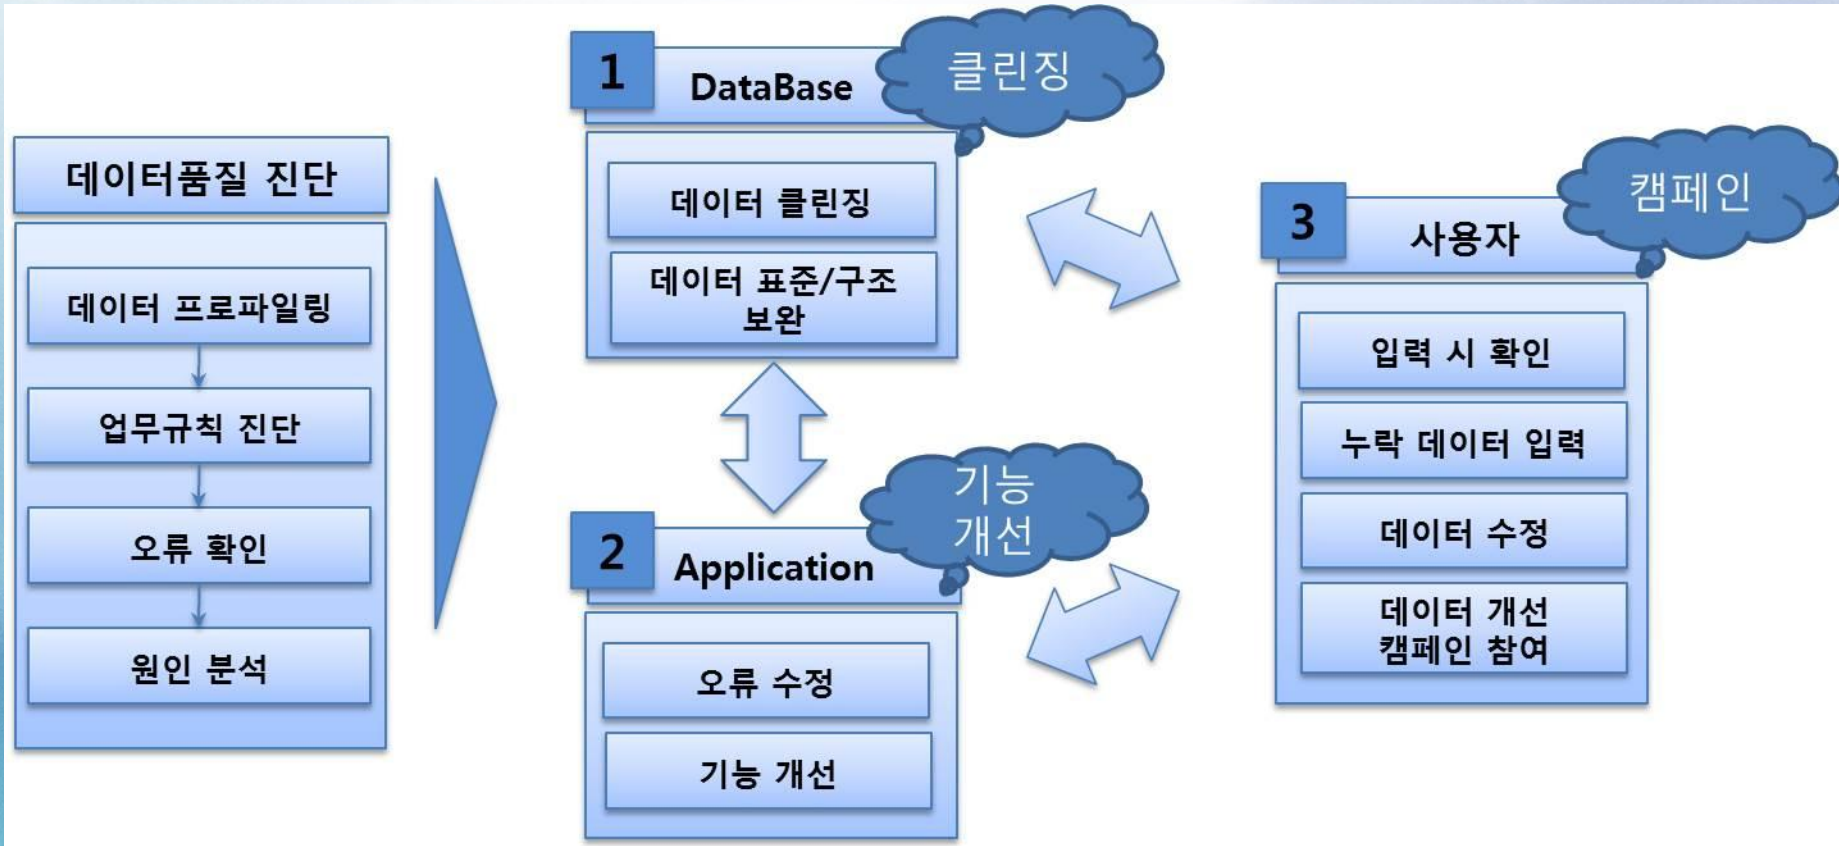 데이터품질 진단
데이터 프로파일링
업무규칙 진단
오류 확인
원인 분석
1
DataBase
클린징
데이터 클린징
데이터 표준/구조
보완
2
Application
기능
개선
오류 수정
기능 개선
3
사용자
캠페인
입력 시 확인
누락 데이터 입력
데이터 수정
데이터 개선
캠페인 참여